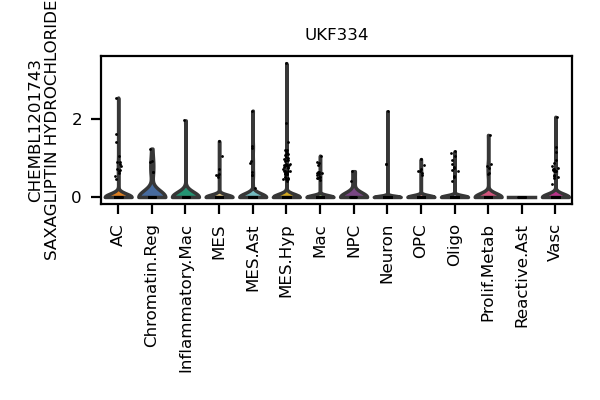 UKF334
CHEMBL1201743
SAXAGLIPTIN HYDROCHLORIDE
2
0
AC
Chromatin.Reg
Inflammatory.Mac
MES
MES.Ast
MES.Hyp
Mac
NPC
Neuron
OPC
Oligo
Prolif.Metab
Reactive.Ast
Vasc